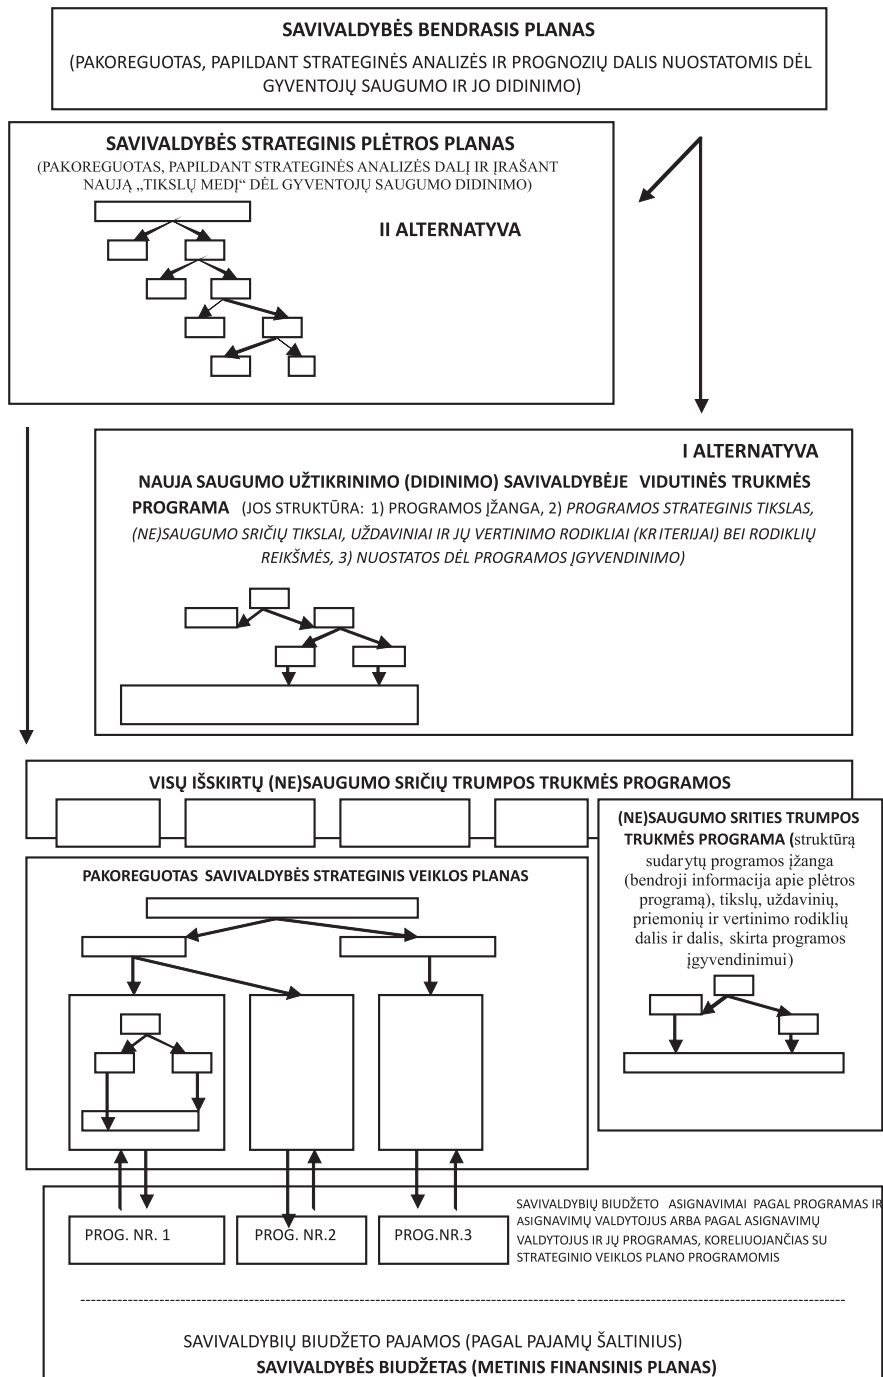 SAVIVALDYBĖS BENDRASIS PLANAS
(PAKOREGUOTAS, PAPILDANT STRATEGINĖS ANALIZĖS IR PROGNOZIŲ DALIS NUOSTATOMIS DĖL
GYVENTOJŲ SAUGUMO IR JO DIDINIMO)
SAVIVALDYBĖS STRATEGINIS PLĖTROS PLANAS
(PAKOREGUOTAS, PAPILDANT STRATEGINĖS ANALIZĖS DALĮ IR ĮRAŠANT
NAUJĄ „TIKSLŲ MEDĮ“ DĖL GYVENTOJŲ SAUGUMO DIDINIMO)
II ALTERNATYVA
I ALTERNATYVA
NAUJA SAUGUMO UŽTIKRINIMO (DIDINIMO) SAVIVALDYBĖJE VIDUTINĖS TRUKMĖS
PROGRAMA (JOS STRUKTŪRA: 1) PROGRAMOS ĮŽANGA, 2) PROGRAMOS STRATEGINIS TIKSLAS,
(NE)SAUGUMO SRIČIŲ TIKSLAI, UŽDAVINIAI IR JŲ VERTINIMO RODIKLIAI (KRITERIJAI) BEI RODIKLIŲ
REIKŠMĖS, 3) NUOSTATOS DĖL PROGRAMOS ĮGYVENDINIMO)
VISŲ IŠSKIRTŲ (NE)SAUGUMO SRIČIŲ TRUMPOS TRUKMĖS PROGRAMOS
(NE)SAUGUMO SRITIES TRUMPOS
TRUKMĖS PROGRAMA (struktūrą
sudarytų programos įžanga
(bendroji informacija apie plėtros
programą), tikslų, uždavinių,
priemonių ir vertinimo rodiklių
dalis ir dalis, skirta programos
įgyvendinimui)
PAKOREGUOTAS SAVIVALDYBĖS STRATEGINIS VEIKLOS PLANAS
PROG. NR. 1
PROG. NR.2
PROG.NR.3
SAVIVALDYBIŲ BIUDŽETO ASIGNAVIMAI PAGAL PROGRAMAS IR
ASIGNAVIMŲ VALDYTOJUS ARBA PAGAL ASIGNAVIMŲ
VALDYTOJUS IR JŲ PROGRAMAS, KORELIUOJANČIAS SU
STRATEGINIO VEIKLOS PLANO PROGRAMOMIS
SAVIVALDYBIŲ BIUDŽETO PAJAMOS (PAGAL PAJAMŲ ŠALTINIUS)
SAVIVALDYBĖS BIUDŽETAS (METINIS FINANSINIS PLANAS)